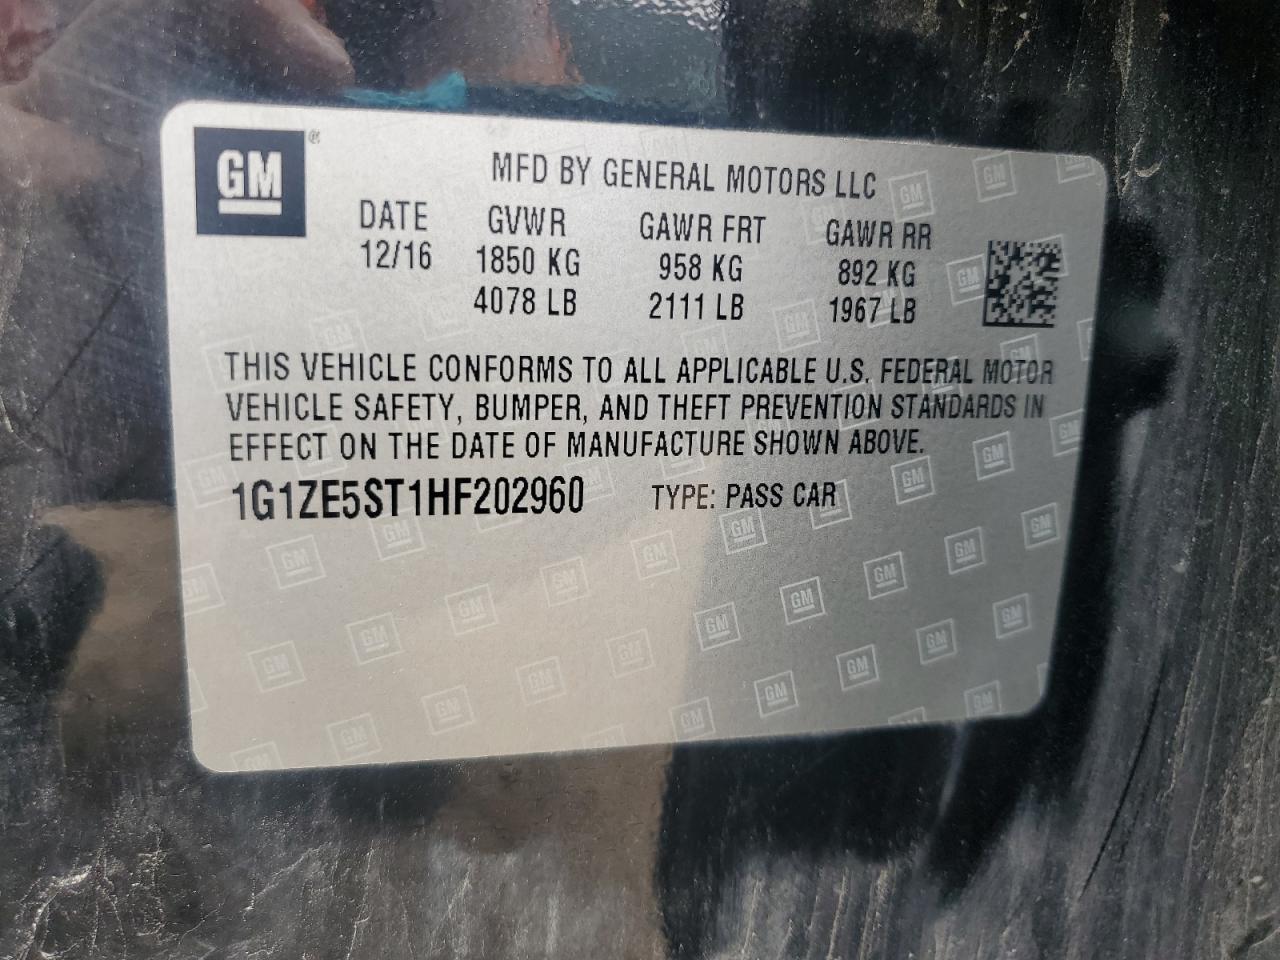 GM ®
MFD BY GENERAL MOTORS LLC
DATE GVWR GAWR FRT GAWR RR
12/16 1850 KG 958 KG 892 KG
4078 LB 2111 LB 1967 LB
THIS VEHICLE CONFORMS TO ALL APPLICABLE U.S. FEDERAL MOTOR
VEHICLE SAFETY, BUMPER, AND THEFT PREVENTION STANDARDS IN
EFFECT ON THE DATE OF MANUFACTURE SHOWN ABOVE.
1G1ZE5ST1HF202960 TYPE: PASS CAR